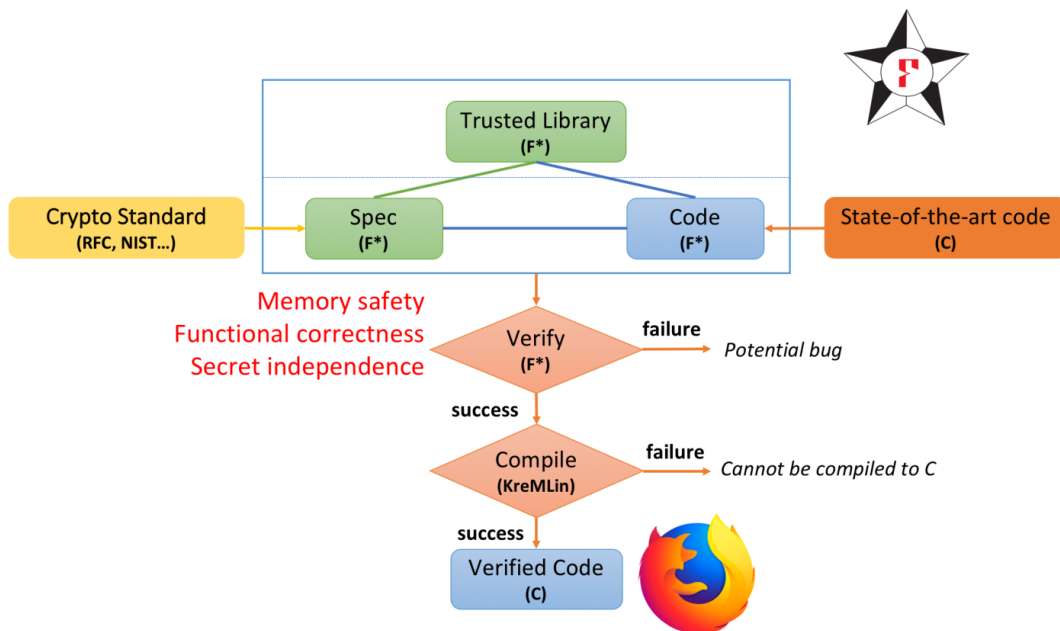 F
Trusted Library
(F*)
Crypto Standard
(RFC, NIST...)
Spec
(F*)
Code
(F*)
State-of-the-art code
(C)
Memory safety
Functional correctness
Secret independence
Verify
(F*)
failure
Potential bug
success
Compile
(KreMLin)
failure
Cannot be compiled to C
success
Verified Code
(C)